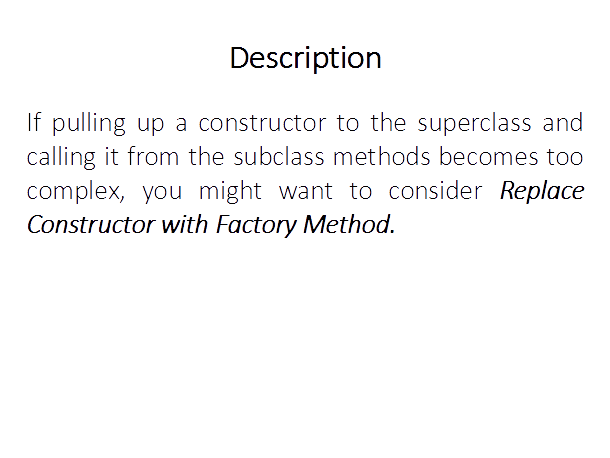 Description
If pulling up a constructor to the superclass and
calling it from the subclass methods becomes too
complex, you might want to consider Replace
Constructor with Factory Method.